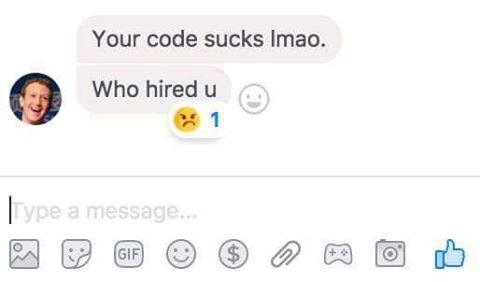 Your code sucks lmao.
Who hired u
1
Type a message...
GIF
$